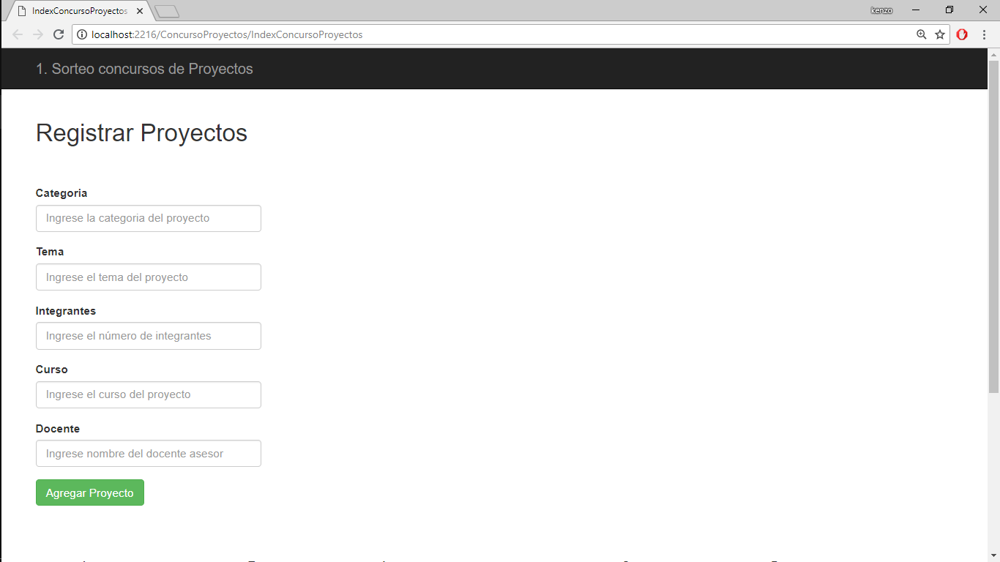 IndexConcursoProyectos
kenzo
localhost:2216/ConcursoProyectos/IndexConcursoProyectos
1. Sorteo concursos de Proyectos
Registrar Proyectos
Categoria
Ingrese la categoria del proyecto
Tema
Ingrese el tema del proyecto
Integrantes
Ingrese el número de integrantes
Curso
Ingrese el curso del proyecto
Docente
Ingrese nombre del docente asesor
Agregar Proyecto